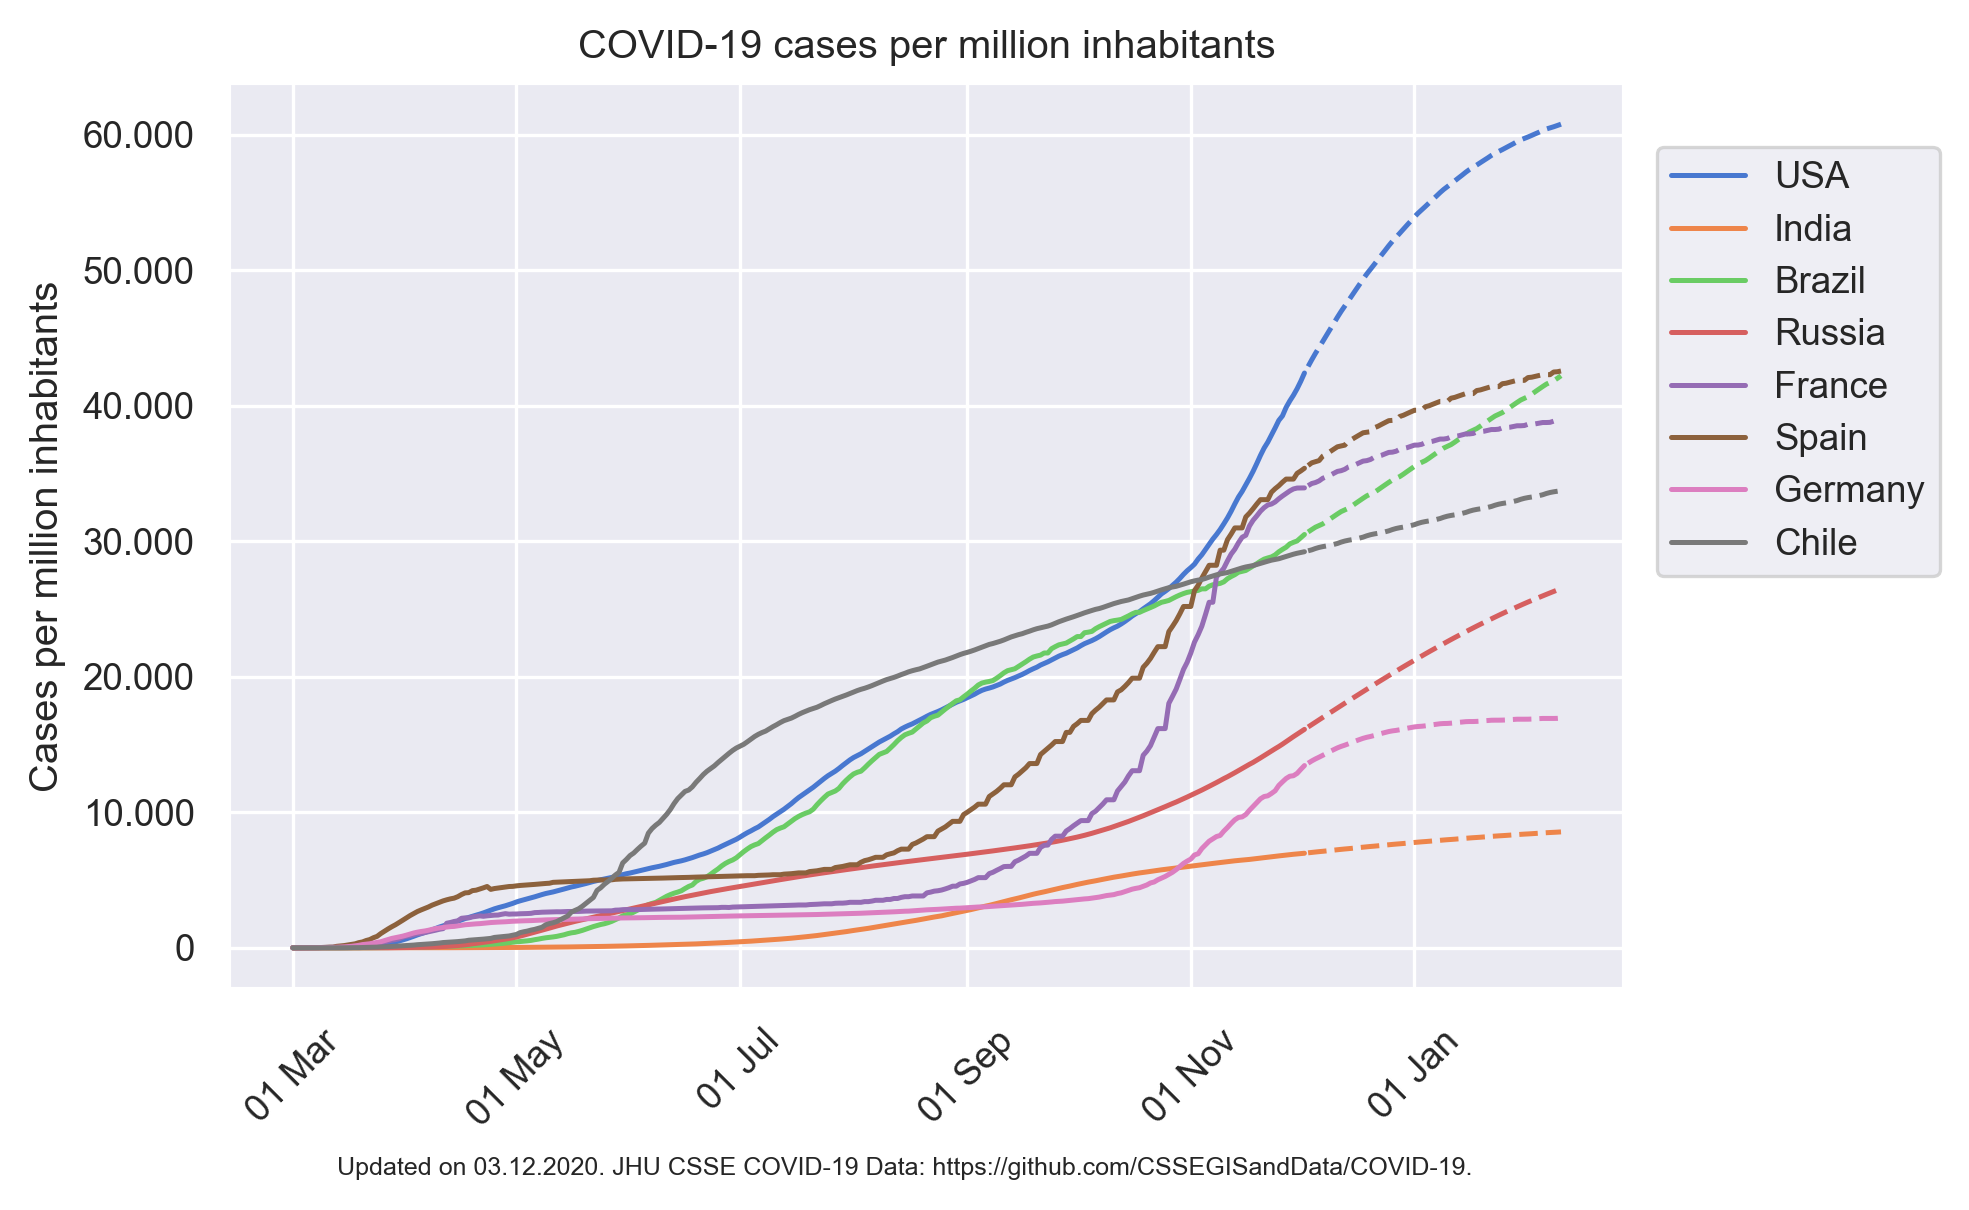 COVID-19 cases per million inhabitants
Cases per million inhabitants
60.000
50.000
40.000
30.000
20.000
10.000
0
USA
India
Brazil
Russia
France
Spain
Germany
Chile
01 Mar
01 May
01 Jul
01 Sep
01 Nov
01 Jan
Updated on 03.12.2020. JHU CSSE COVID-19 Data: https://github.com/CSSEGISandData/COVID-19.